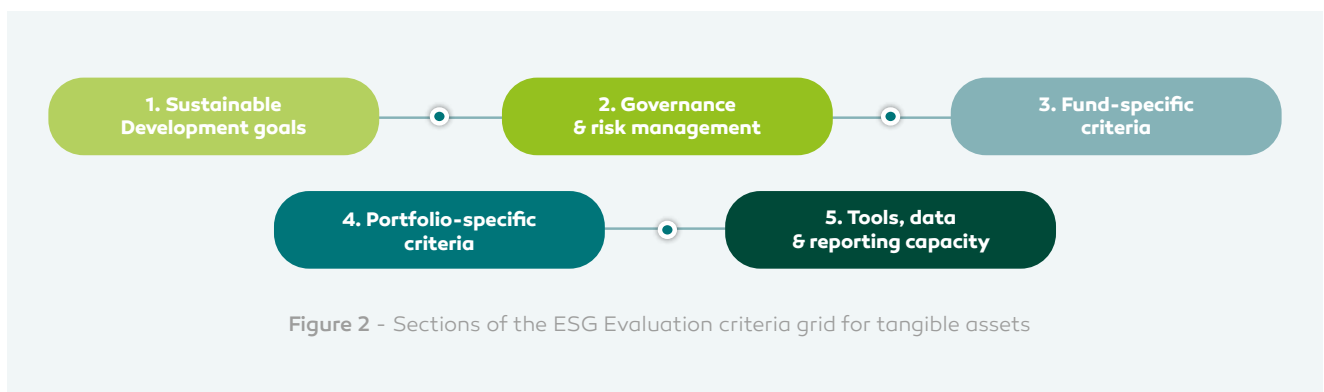 1. Sustainable
Development goals
2. Governance
& risk management
3. Fund-specific
criteria
4. Portfolio-specific
criteria
5. Tools, data
& reporting capacity
Figure 2 - Sections of the ESG Evaluation criteria grid for tangible assets